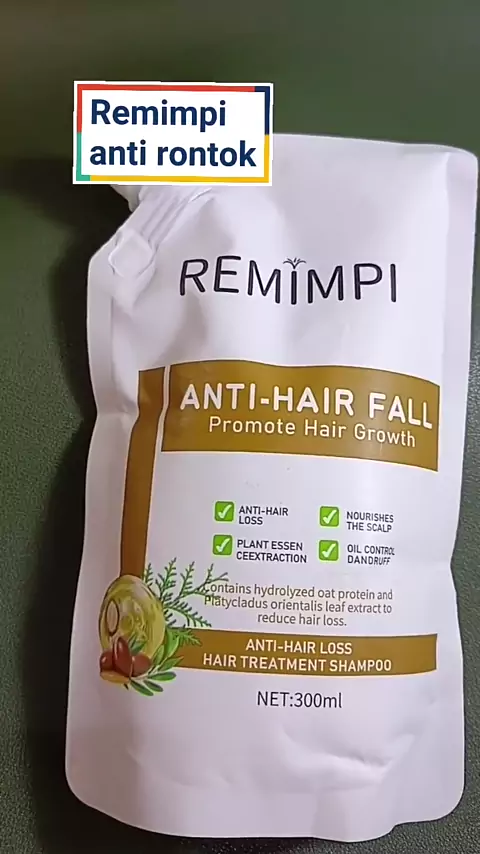 Remimpi
anti rontok
REMIMPI
ANTI-HAIR FALL
Promote Hair Growth
ANTI-HAIR
LOSS
NOURISHES
THE SCALP
PLANT ESSEN
CEEXTRACTION
OIL CONTROL
DANDRUFF
Contains hydrolyzed oat protein and
Platycladus orientalis leaf extract to
reduce hair loss.
ANTI-HAIR LOSS
HAIR TREATMENT SHAMPOO
NET:300ml